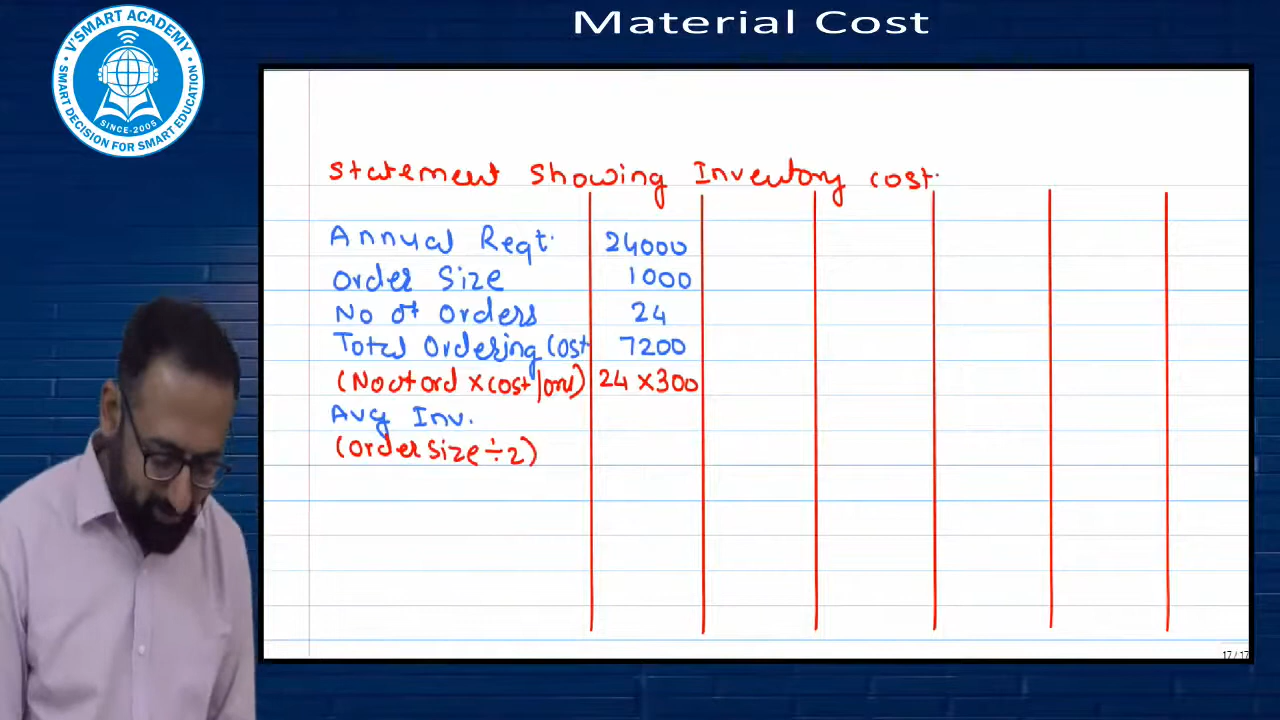 Material Cost
V'SMART ACADEMY
SINCE-2005
SMART DECISION FOR SMART EDUCATION
Statement Showing Inventory Cost.
Annual Reqt. 24000
Order Size 1000
No of Orders 24
Total Ordering Cost 7200
(No of ord x cost/ord) 24 x 300
Avg Inv.
(Order Size ÷ 2)
17/17